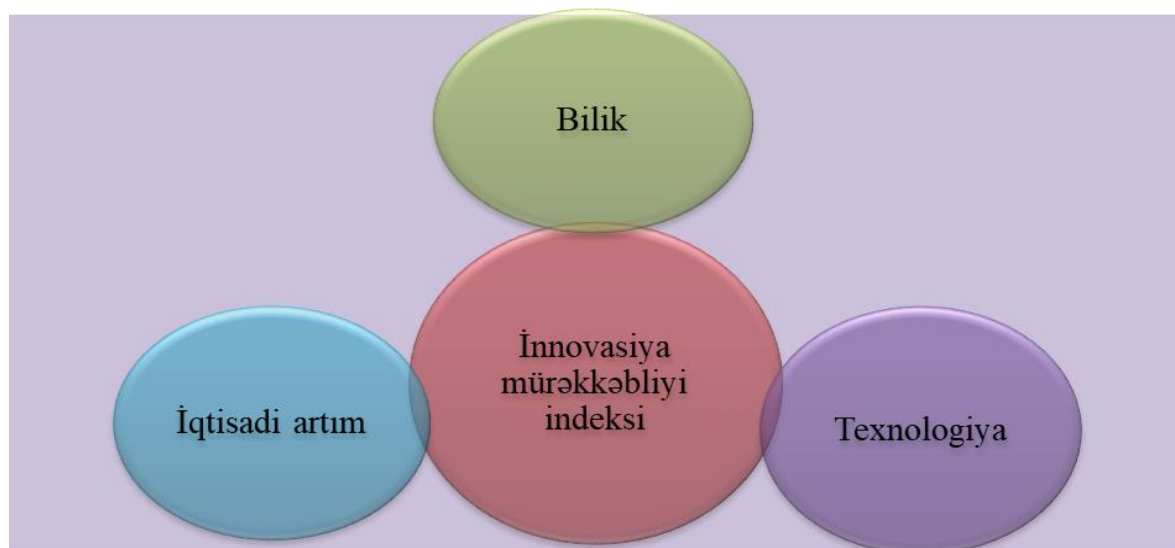 Bilik
İnnovasiya
mürəkkəbliyi
indeksi
İqtisadi artım
Texnologiya